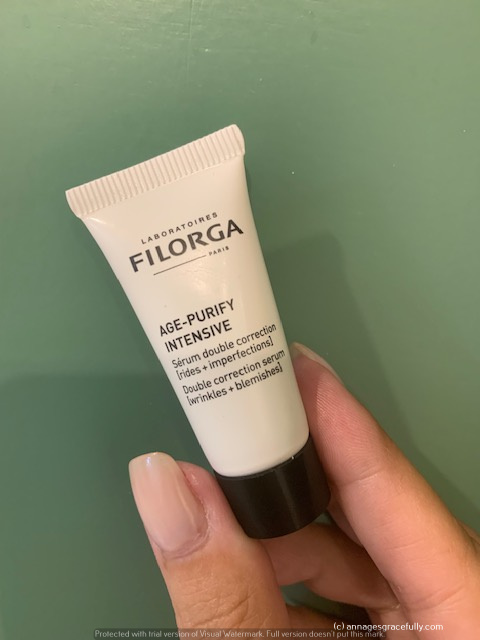 LABORATOIRES
FILORGA
PARIS
AGE-PURIFY
INTENSIVE
Sérum double correction
[rides + imperfections]
Double correction serum
[wrinkles + blemishes]
(c) annagesgracefully.com
Protected with trial version of Visual Watermark. Full version doesn't put this mark.